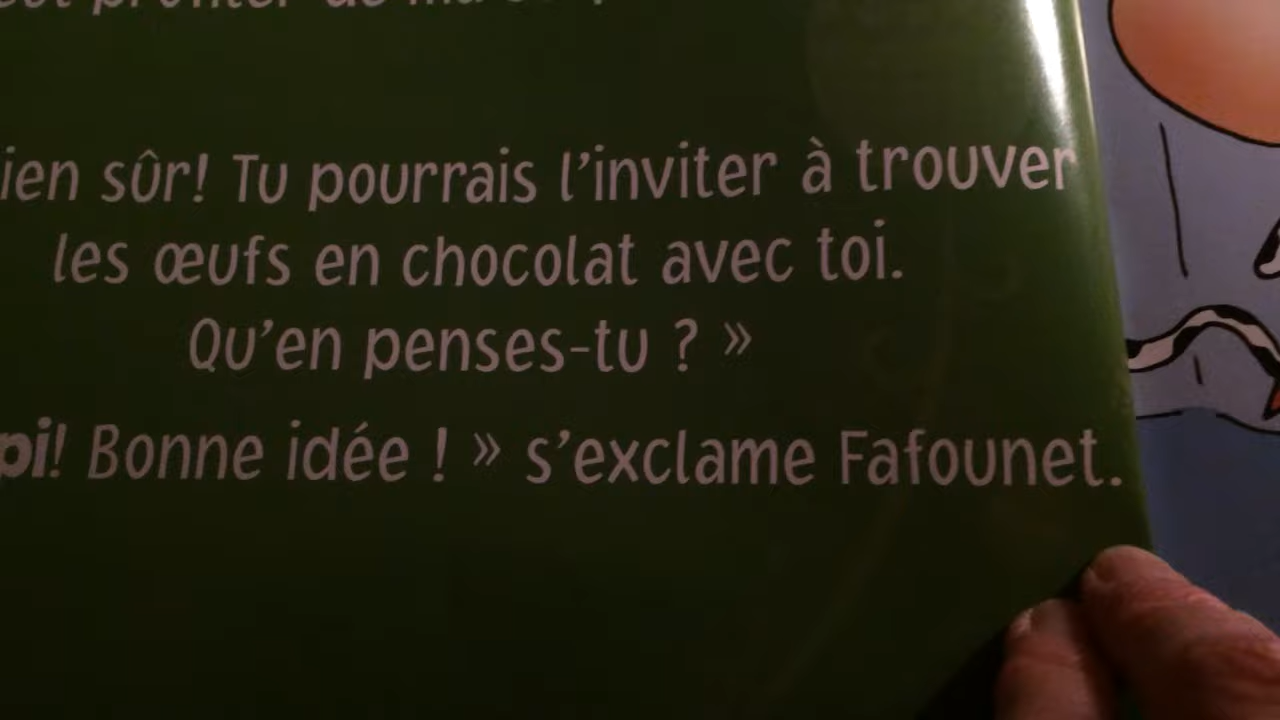 ien sûr! Tu pourrais l'inviter à trouver
les œufs en chocolat avec toi.
Qu'en penses-tu ? »
pi! Bonne idée ! » s'exclame Fafounet.